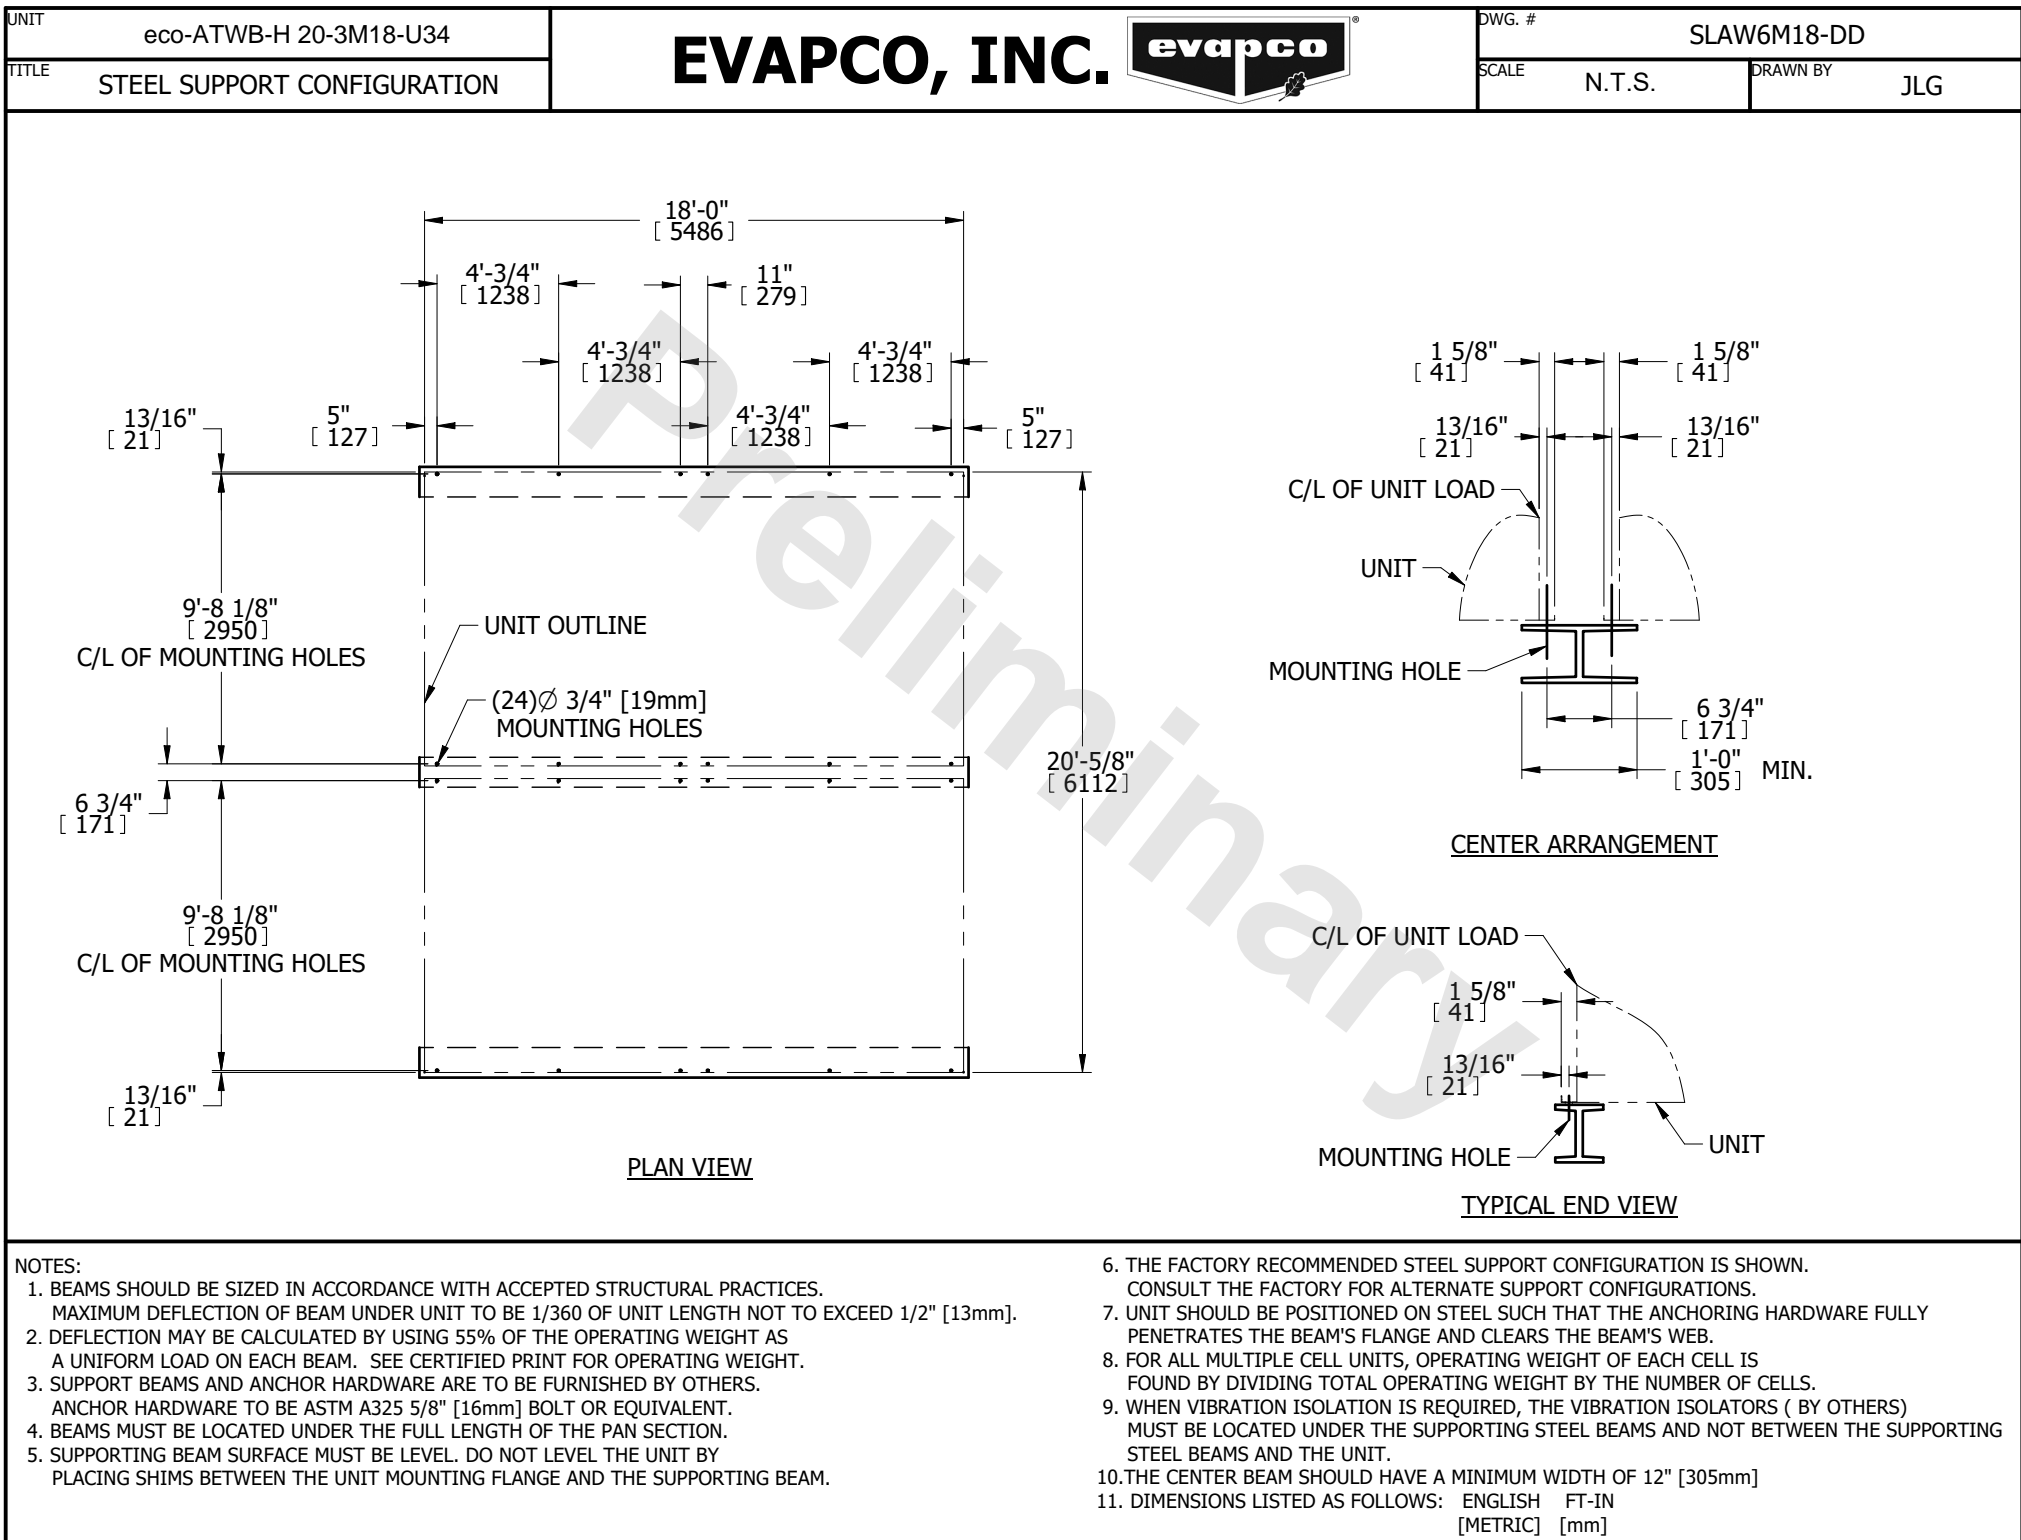 UNIT
eco-ATWB-H 20-3M18-U34
TITLE
STEEL SUPPORT CONFIGURATION
EVAPCO, INC.
evapco
®
DWG. #
SLAW6M18-DD
SCALE
N.T.S.
DRAWN BY
JLG
18'-0"
[ 5486 ]
4'-3/4"
[ 1238 ]
11"
[ 279 ]
4'-3/4"
[ 1238 ]
4'-3/4"
[ 1238 ]
13/16"
[ 21 ]
5"
[ 127 ]
4'-3/4"
[ 1238 ]
5"
[ 127 ]
9'-8 1/8"
[ 2950 ]
C/L OF MOUNTING HOLES
UNIT OUTLINE
(24)∅ 3/4" [19mm]
MOUNTING HOLES
6 3/4"
[ 171 ]
20'-5/8"
[ 6112 ]
9'-8 1/8"
[ 2950 ]
C/L OF MOUNTING HOLES
13/16"
[ 21 ]
PLAN VIEW
Preliminary
1 5/8"
[ 41 ]
1 5/8"
[ 41 ]
13/16"
[ 21 ]
13/16"
[ 21 ]
C/L OF UNIT LOAD
UNIT
MOUNTING HOLE
6 3/4"
[ 171 ]
1'-0"
[ 305 ] MIN.
CENTER ARRANGEMENT
C/L OF UNIT LOAD
1 5/8"
[ 41 ]
13/16"
[ 21 ]
MOUNTING HOLE
UNIT
TYPICAL END VIEW
NOTES:
1. BEAMS SHOULD BE SIZED IN ACCORDANCE WITH ACCEPTED STRUCTURAL PRACTICES.
MAXIMUM DEFLECTION OF BEAM UNDER UNIT TO BE 1/360 OF UNIT LENGTH NOT TO EXCEED 1/2" [13mm].
2. DEFLECTION MAY BE CALCULATED BY USING 55% OF THE OPERATING WEIGHT AS
A UNIFORM LOAD ON EACH BEAM. SEE CERTIFIED PRINT FOR OPERATING WEIGHT.
3. SUPPORT BEAMS AND ANCHOR HARDWARE ARE TO BE FURNISHED BY OTHERS.
ANCHOR HARDWARE TO BE ASTM A325 5/8" [16mm] BOLT OR EQUIVALENT.
4. BEAMS MUST BE LOCATED UNDER THE FULL LENGTH OF THE PAN SECTION.
5. SUPPORTING BEAM SURFACE MUST BE LEVEL. DO NOT LEVEL THE UNIT BY
PLACING SHIMS BETWEEN THE UNIT MOUNTING FLANGE AND THE SUPPORTING BEAM.
6. THE FACTORY RECOMMENDED STEEL SUPPORT CONFIGURATION IS SHOWN.
CONSULT THE FACTORY FOR ALTERNATE SUPPORT CONFIGURATIONS.
7. UNIT SHOULD BE POSITIONED ON STEEL SUCH THAT THE ANCHORING HARDWARE FULLY
PENETRATES THE BEAM'S FLANGE AND CLEARS THE BEAM'S WEB.
8. FOR ALL MULTIPLE CELL UNITS, OPERATING WEIGHT OF EACH CELL IS
FOUND BY DIVIDING TOTAL OPERATING WEIGHT BY THE NUMBER OF CELLS.
9. WHEN VIBRATION ISOLATION IS REQUIRED, THE VIBRATION ISOLATORS ( BY OTHERS)
MUST BE LOCATED UNDER THE SUPPORTING STEEL BEAMS AND NOT BETWEEN THE SUPPORTING
STEEL BEAMS AND THE UNIT.
10.THE CENTER BEAM SHOULD HAVE A MINIMUM WIDTH OF 12" [305mm]
11. DIMENSIONS LISTED AS FOLLOWS: ENGLISH FT-IN
[METRIC] [mm]